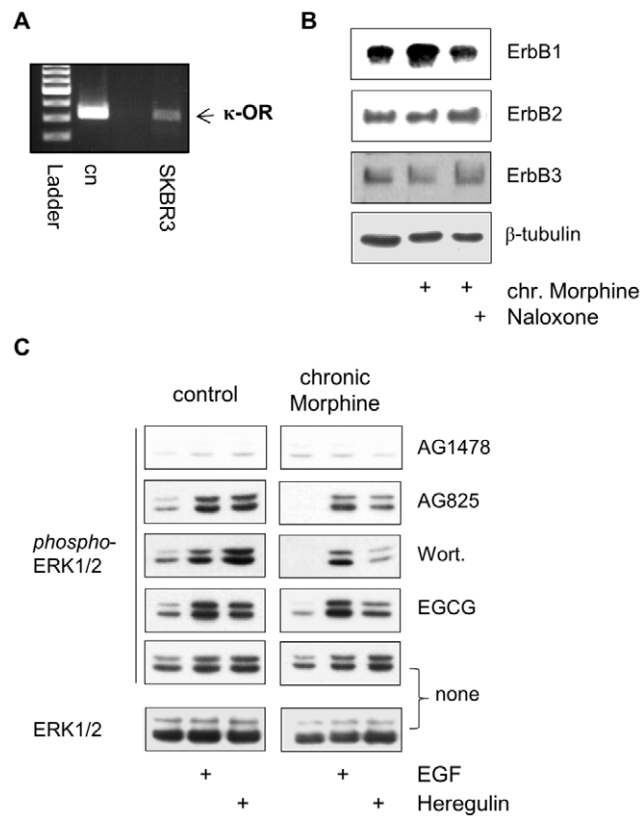 A
κ-OR
Ladder
cn
SKBR3
B
ErbB1
ErbB2
ErbB3
β-tubulin
+ + chr. Morphine
+ Naloxone
C
control
chronic
Morphine
AG1478
AG825
phospho-
ERK1/2
Wort.
EGCG
none
ERK1/2
+ + EGF
+ + Heregulin